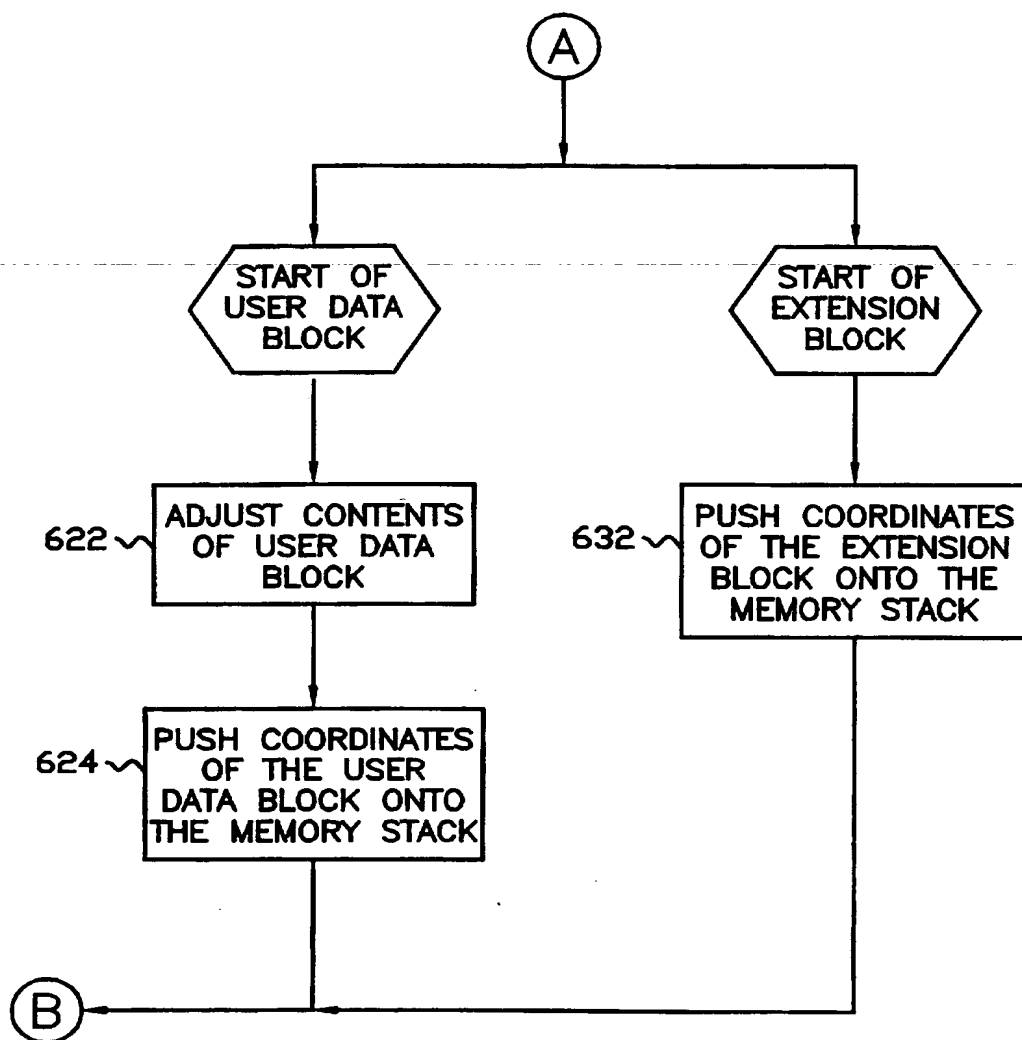 A
START OF
USER DATA
BLOCK
START OF
EXTENSION
BLOCK
622
ADJUST CONTENTS
OF USER DATA
BLOCK
632
PUSH COORDINATES
OF THE EXTENSION
BLOCK ONTO THE
MEMORY STACK
624
PUSH COORDINATES
OF THE USER
DATA BLOCK ONTO
THE MEMORY STACK
B